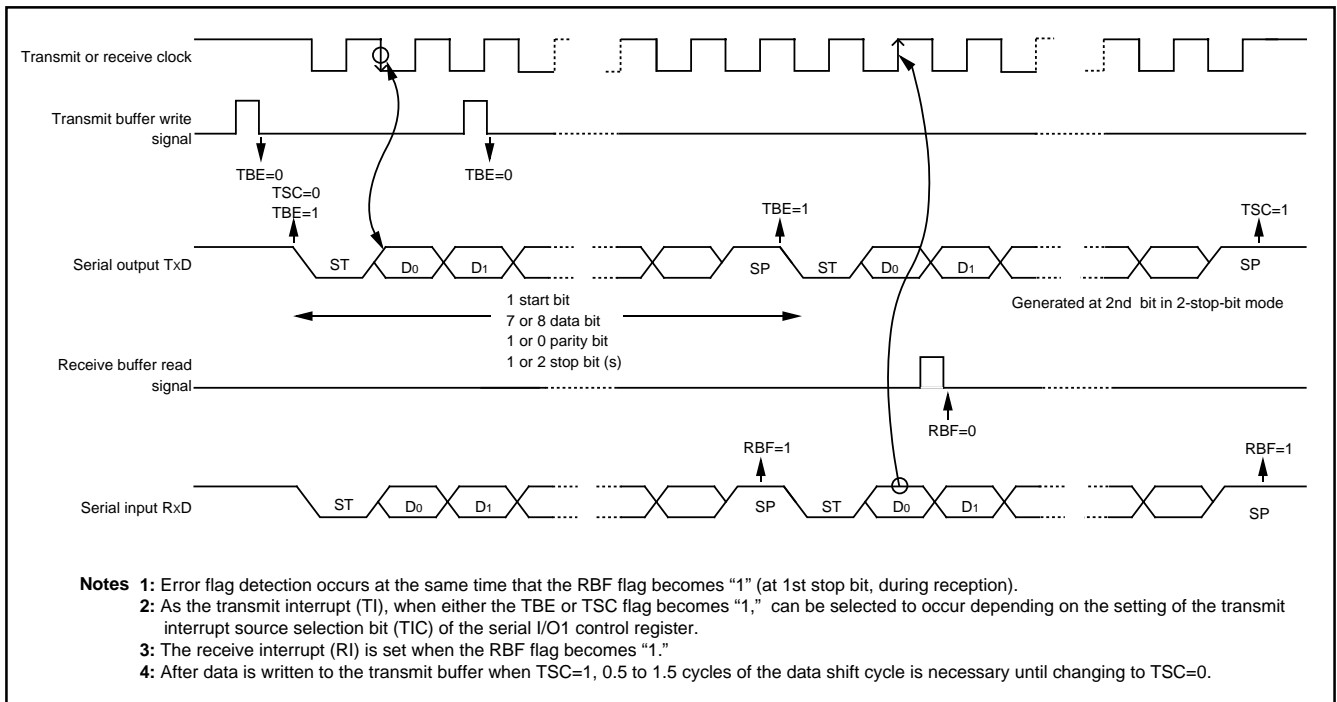 Transmit or receive clock
Transmit buffer write
signal
TBE=0
TBE=0
TSC=0
TBE=1
TBE=1
TSC=1
Serial output TxD
ST
D0
D1
SP
ST
D0
D1
SP
1 start bit
7 or 8 data bit
1 or 0 parity bit
1 or 2 stop bit (s)
Generated at 2nd bit in 2-stop-bit mode
Receive buffer read
signal
RBF=0
RBF=1
RBF=1
Serial input RxD
ST
D0
D1
SP
ST
D0
D1
SP
Notes 1: Error flag detection occurs at the same time that the RBF flag becomes “1” (at 1st stop bit, during reception).
2: As the transmit interrupt (TI), when either the TBE or TSC flag becomes “1,” can be selected to occur depending on the setting of the transmit
interrupt source selection bit (TIC) of the serial I/O1 control register.
3: The receive interrupt (RI) is set when the RBF flag becomes “1.”
4: After data is written to the transmit buffer when TSC=1, 0.5 to 1.5 cycles of the data shift cycle is necessary until changing to TSC=0.